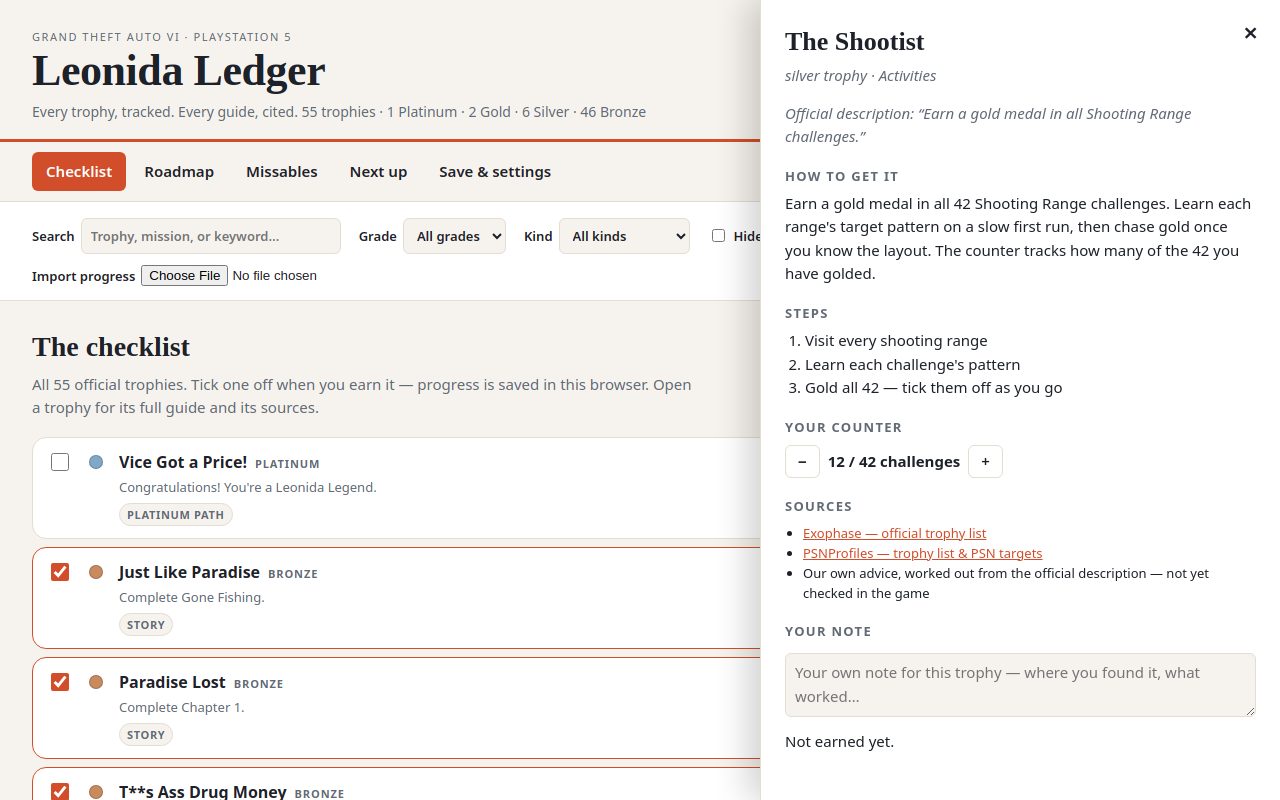 GRAND THEFT AUTO VI · PLAYSTATION 5
Leonida Ledger
Every trophy, tracked. Every guide, cited. 55 trophies · 1 Platinum · 2 Gold · 6 Silver · 46 Bronze
Checklist
Roadmap
Missables
Next up
Save & settings
Search
Trophy, mission, or keyword...
Grade
All grades
Kind
All kinds
Hide
Import progress
Choose File
No file chosen
The checklist
All 55 official trophies. Tick one off when you earn it — progress is saved in this browser. Open
a trophy for its full guide and its sources.
Vice Got a Price! PLATINUM
Congratulations! You're a Leonida Legend.
PLATINUM PATH
Just Like Paradise BRONZE
Complete Gone Fishing.
STORY
Paradise Lost BRONZE
Complete Chapter 1.
STORY
T**s Ass Drug Money BRONZE
The Shootist
✕
silver trophy · Activities
Official description: “Earn a gold medal in all Shooting Range
challenges.”
HOW TO GET IT
Earn a gold medal in all 42 Shooting Range challenges. Learn each
range's target pattern on a slow first run, then chase gold once
you know the layout. The counter tracks how many of the 42 you
have golded.
STEPS
1. Visit every shooting range
2. Learn each challenge's pattern
3. Gold all 42 — tick them off as you go
YOUR COUNTER
− 12 / 42 challenges +
SOURCES
Exophase — official trophy list
PSNProfiles — trophy list & PSN targets
Our own advice, worked out from the official description — not yet
checked in the game
YOUR NOTE
Your own note for this trophy — where you found it, what
worked...
Not earned yet.